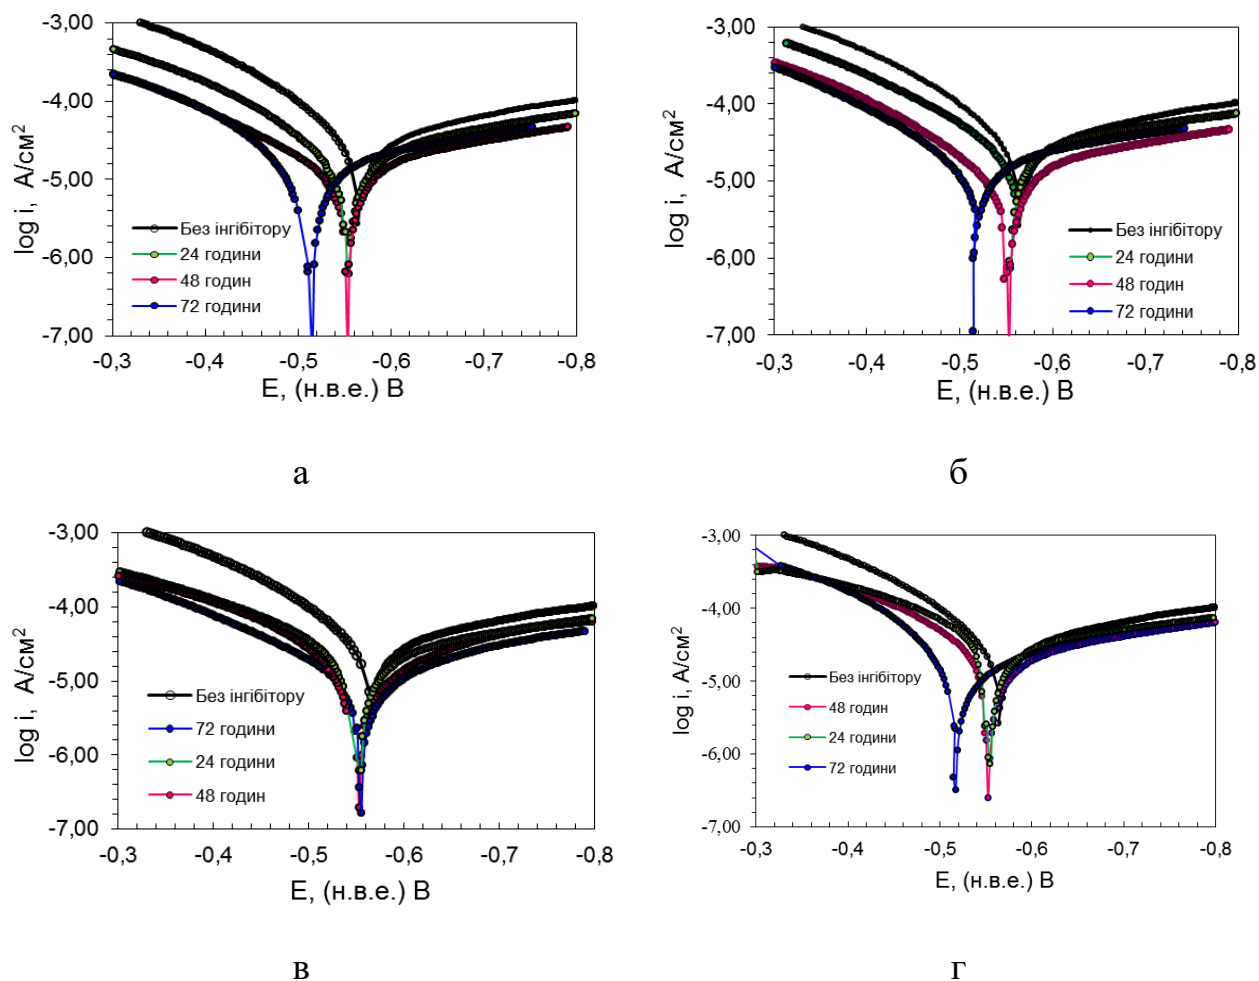 -3,00
-4,00
-5,00
-6,00
-7,00
log i, А/см²
Без інгібітору
24 години
48 годин
72 години
-0,3 -0,4 -0,5 -0,6 -0,7 -0,8
E, (н.в.е.) В
а
-3,00
-4,00
-5,00
-6,00
-7,00
log i, А/см²
Без інгібітору
24 години
48 годин
72 години
-0,3 -0,4 -0,5 -0,6 -0,7 -0,8
E, (н.в.е.) В
б
-3,00
-4,00
-5,00
-6,00
-7,00
log i, А/см²
Без інгібітору
72 години
24 години
48 годин
-0,3 -0,4 -0,5 -0,6 -0,7 -0,8
E, (н.в.е.) В
в
-3,00
-4,00
-5,00
-6,00
-7,00
log i, А/см²
Без інгібітору
48 годин
24 години
72 години
-0,3 -0,4 -0,5 -0,6 -0,7 -0,8
E, (н.в.е.) В
г